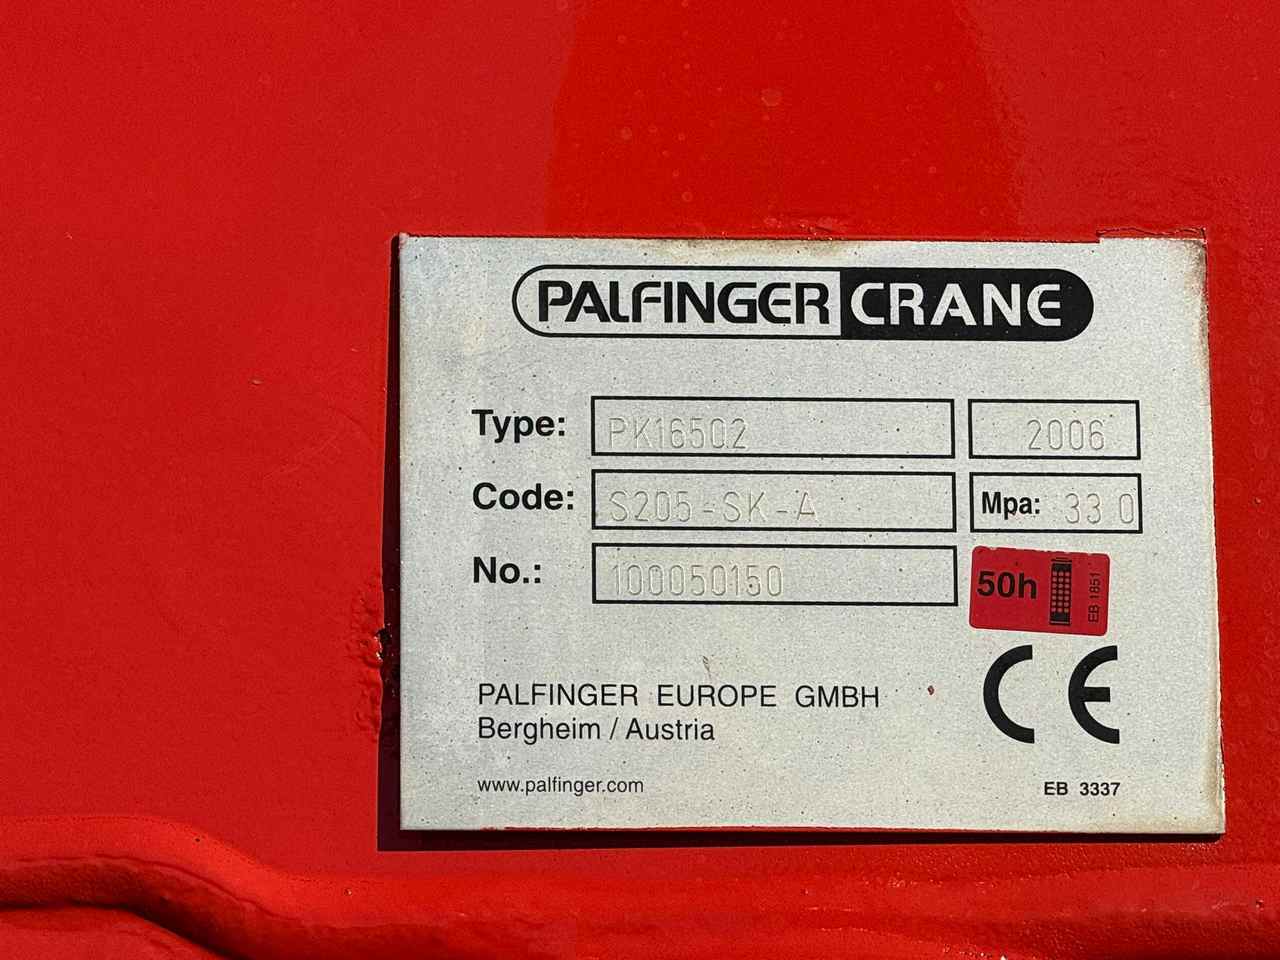 PALFINGER CRANE
Type: PK16502 2006
Code: S205-SK-A Mpa: 33 0
No.: 100050150
50h EB 1851
PALFINGER EUROPE GMBH
Bergheim / Austria
CE
www.palfinger.com
EB 3337